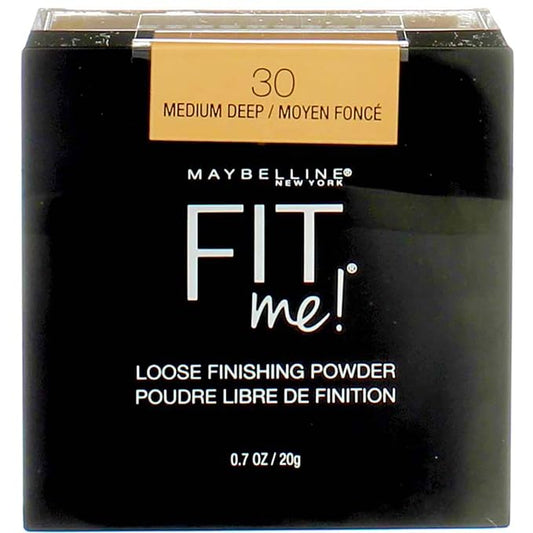 30
MEDIUM DEEP / MOYEN FONCÉ
MAYBELLINE®
NEW YORK
FIT
me!®
LOOSE FINISHING POWDER
POUDRE LIBRE DE FINITION
0.7 OZ / 20g